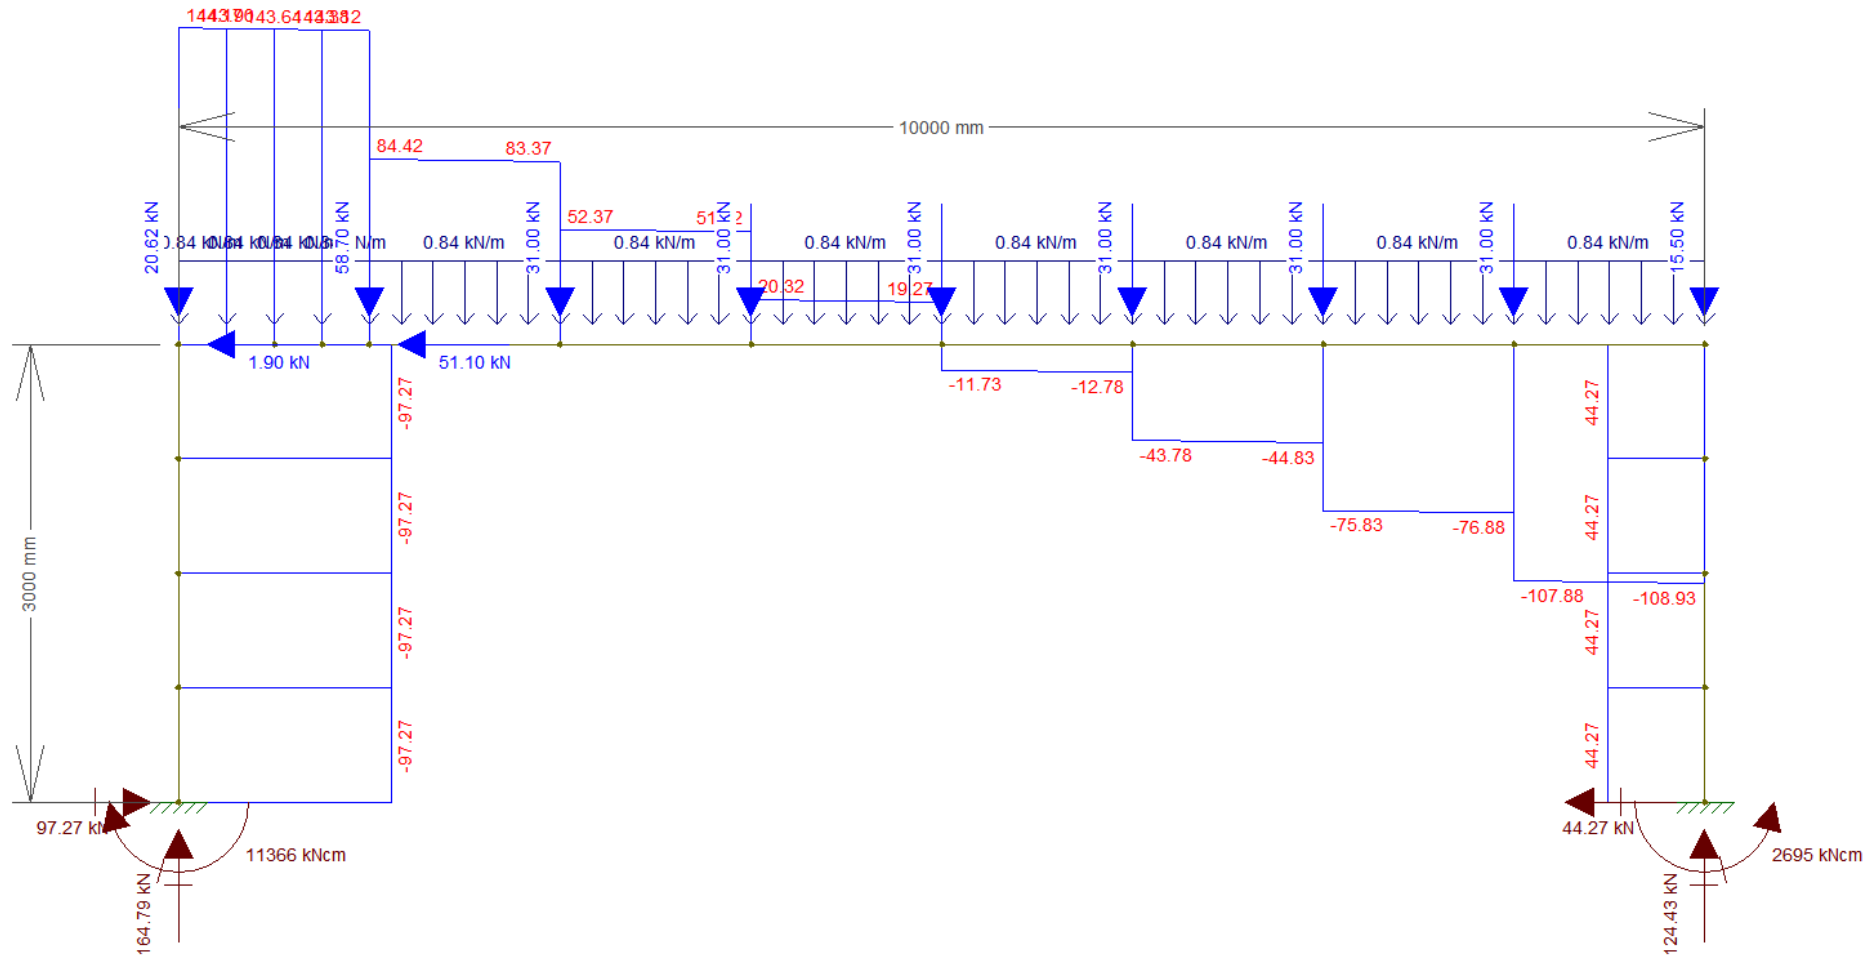 143.64
10000 mm
84.42
83.37
20.62 kN
58.70 kN
31.00 kN
52.37
31.00 kN
31.00 kN
31.00 kN
31.00 kN
31.00 kN
15.50 kN
0.84 kN/m
0.84 kN/m
0.84 kN/m
0.84 kN/m
0.84 kN/m
0.84 kN/m
0.84 kN/m
20.32
19.27
1.90 kN
51.10 kN
-97.27
-11.73
-12.78
44.27
-43.78
-44.83
-97.27
-75.83
-76.88
44.27
3000 mm
-107.88
-108.93
-97.27
44.27
-97.27
44.27
97.27 kN
11366 kNcm
164.79 kN
44.27 kN
2695 kNcm
124.43 kN